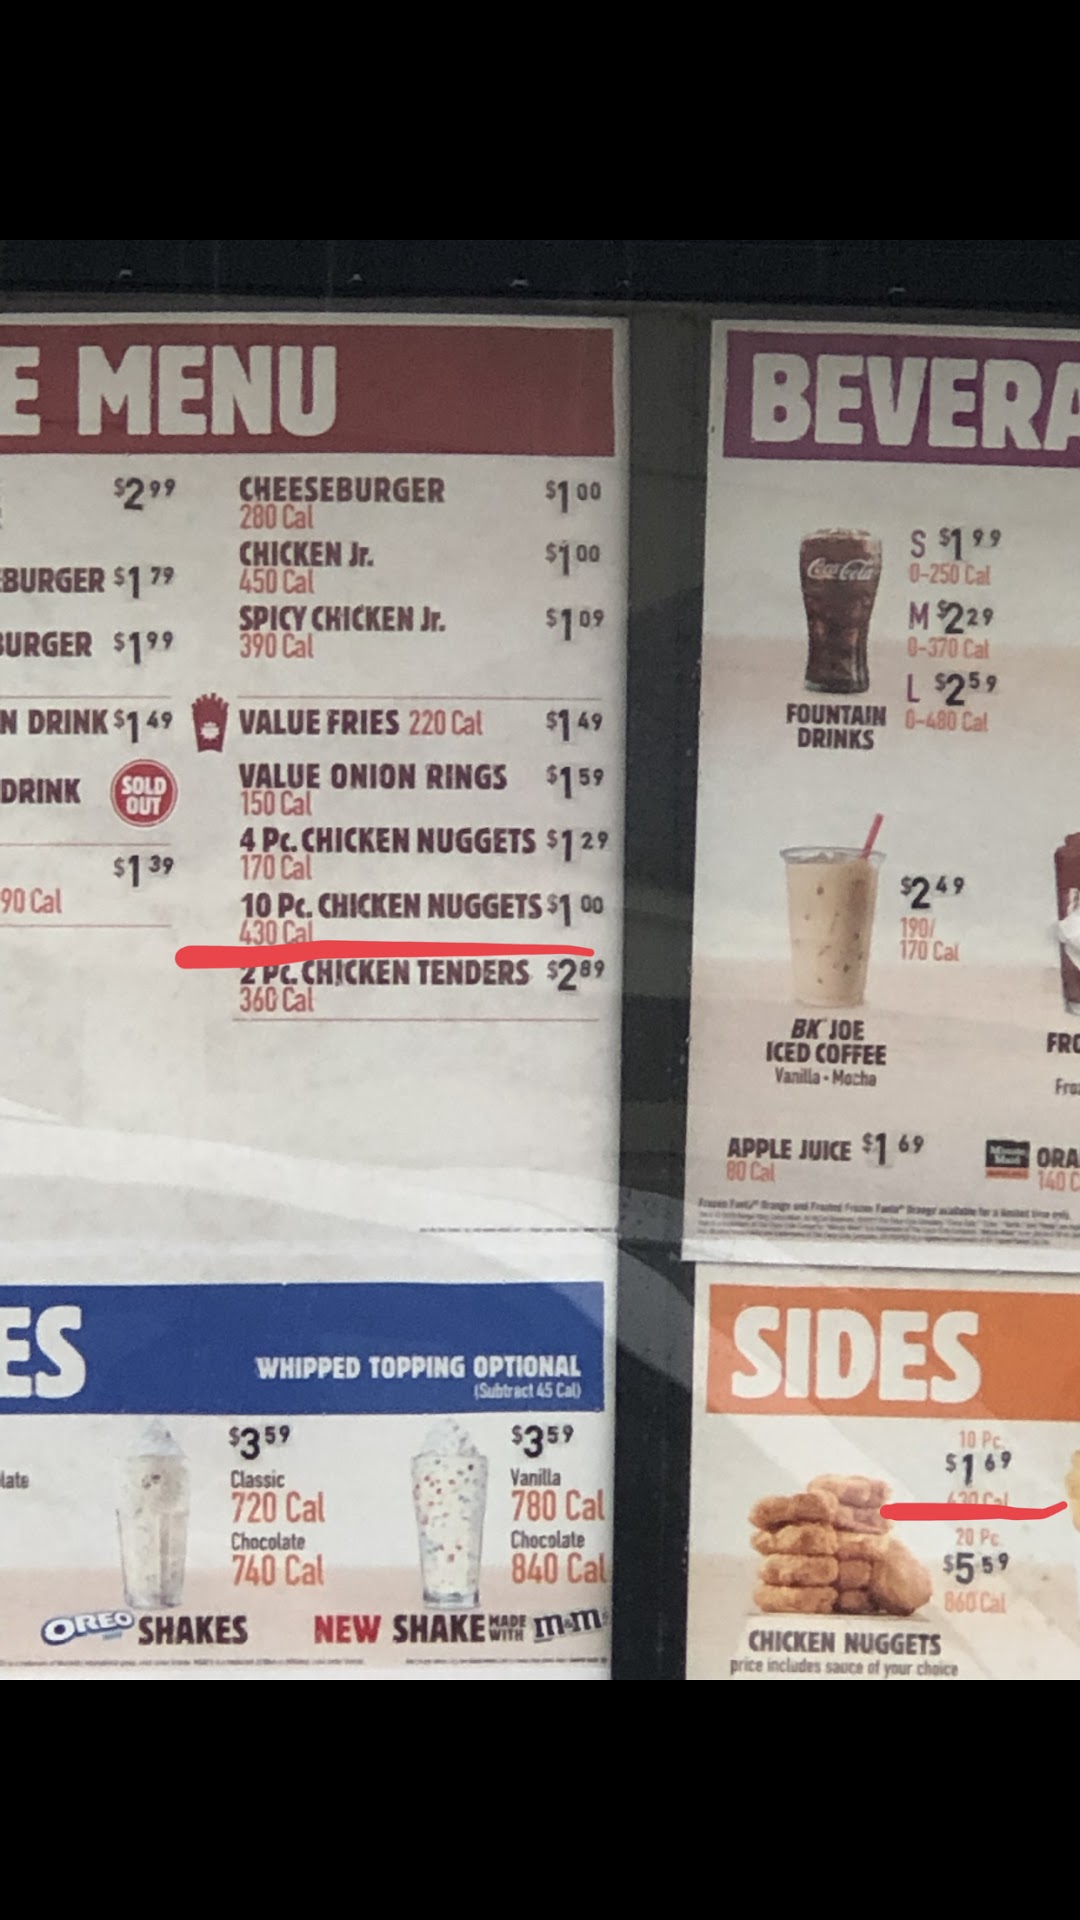 E MENU
$2.99
BURGER $1.79
BURGER $1.99
N DRINK $1.49
DRINK SOLD OUT
$1.39
90 Cal
CHEESEBURGER $1.00
280 Cal
CHICKEN Jr. $1.00
450 Cal
SPICY CHICKEN Jr. $1.09
390 Cal
VALUE FRIES 220 Cal $1.49
VALUE ONION RINGS $1.59
150 Cal
4 Pc. CHICKEN NUGGETS $1.29
170 Cal
10 Pc. CHICKEN NUGGETS $1.00
430 Cal
2 Pc. CHICKEN TENDERS $2.89
360 Cal
BEVERA
Coca-Cola
S $1.99
0-250 Cal
M $2.29
0-370 Cal
L $2.59
0-480 Cal
FOUNTAIN
DRINKS
$2.49
190/
170 Cal
BK JOE
ICED COFFEE
Vanilla - Mocha
FRO
APPLE JUICE $1.69
80 Cal
Minute Maid
ORA
140 C
ES
WHIPPED TOPPING OPTIONAL
(Subtract 45 Cal)
late
$3.59
Classic
720 Cal
Chocolate
740 Cal
OREO SHAKES
$3.59
Vanilla
780 Cal
Chocolate
840 Cal
NEW SHAKE MADE WITH m&m
SIDES
10 Pc.
$1.69
430 Cal
20 Pc.
$5.59
860 Cal
CHICKEN NUGGETS
price includes sauce of your choice